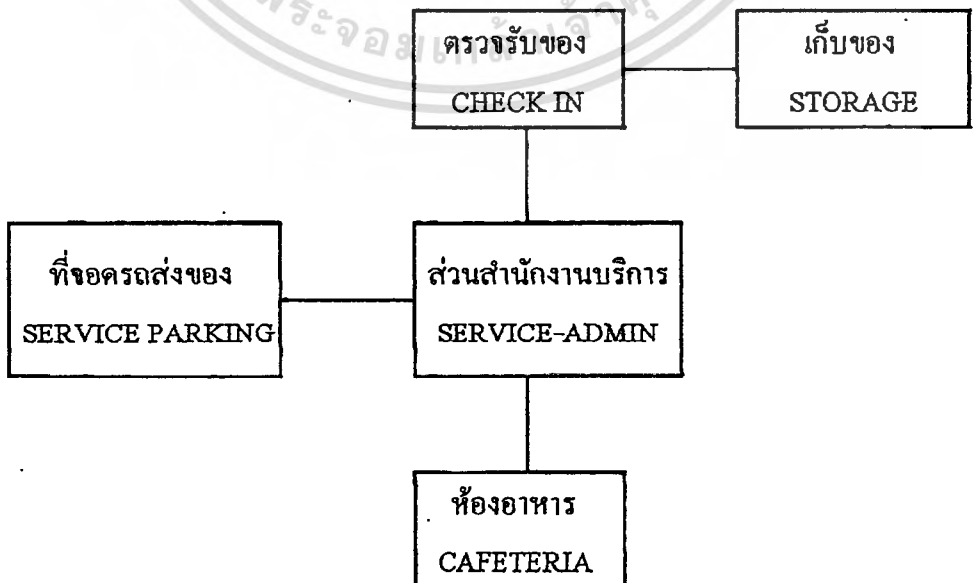 ตรวจรับของ
CHECK IN
เก็บของ
STORAGE
ที่จอดรถส่งของ
SERVICE PARKING
ส่วนสำนักงานบริการ
SERVICE-ADMIN
ห้องอาหาร
CAFETERIA